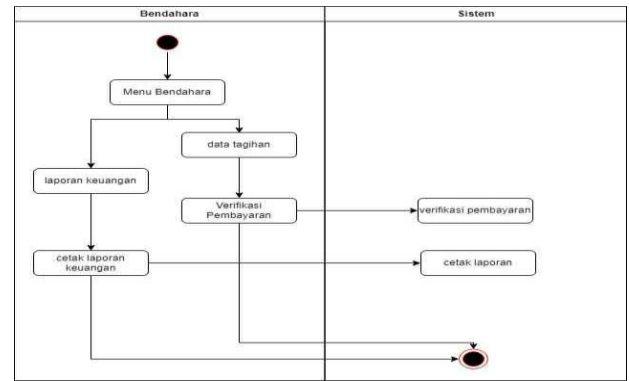 Bendahara
Sistem
Menu Bendahara
data tagihan
laporan keuangan
Verifikasi
Pembayaran
verifikasi pembayaran
cetak laporan
keuangan
cetak laporan